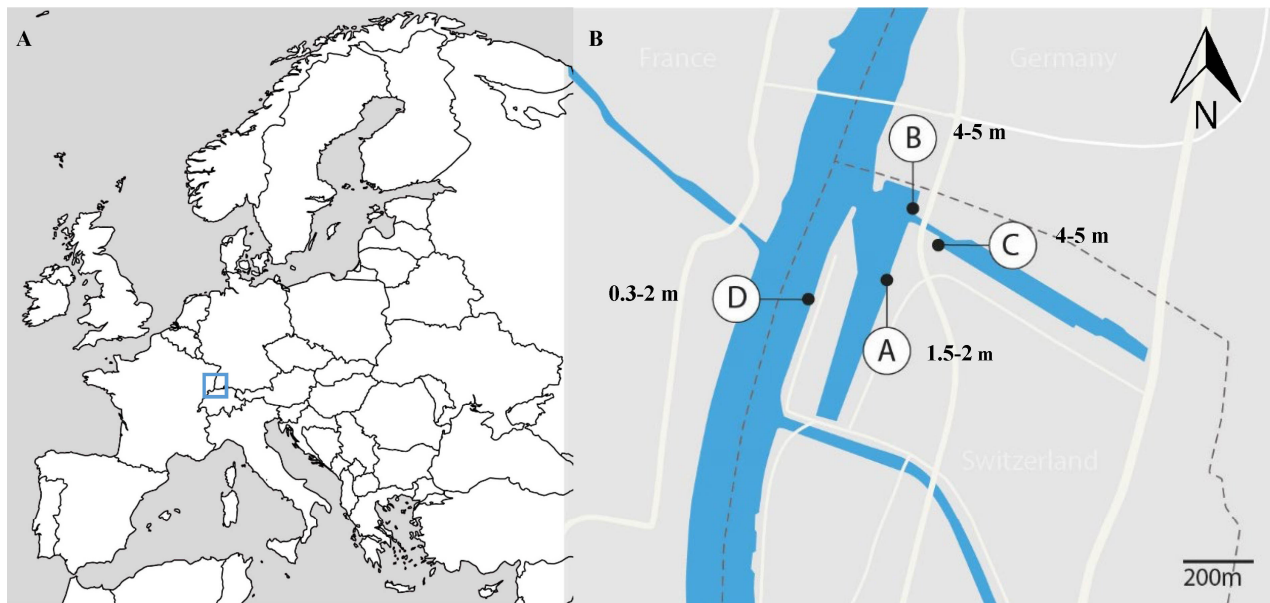 A
B
France
Germany
N
B
4-5 m
C
4-5 m
0.3-2 m
D
A
1.5-2 m
Switzerland
200m